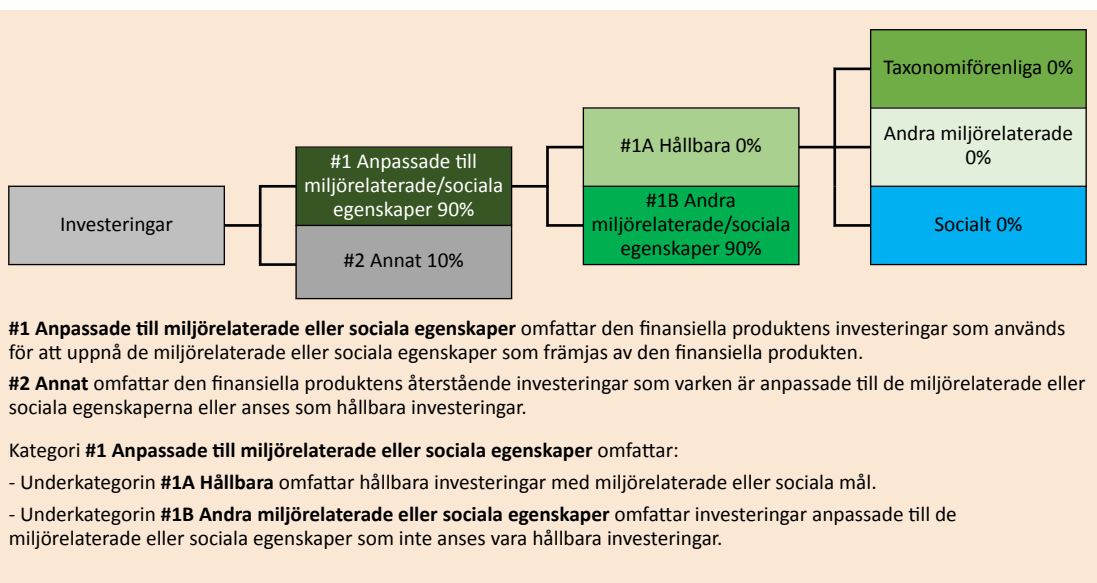 Investeringar
#1 Anpassade till
miljörelaterade/sociala
egenskaper 90%
#2 Annat 10%
#1A Hållbara 0%
#1B Andra
miljörelaterade/sociala
egenskaper 90%
Taxonomiförenliga 0%
Andra miljörelaterade
0%
Socialt 0%
#1 Anpassade till miljörelaterade eller sociala egenskaper omfattar den finansiella produktens investeringar som används
för att uppnå de miljörelaterade eller sociala egenskaper som främjas av den finansiella produkten.
#2 Annat omfattar den finansiella produktens återstående investeringar som varken är anpassade till de miljörelaterade eller
sociala egenskaperna eller anses som hållbara investeringar.
Kategori #1 Anpassade till miljörelaterade eller sociala egenskaper omfattar:
- Underkategorin #1A Hållbara omfattar hållbara investeringar med miljörelaterade eller sociala mål.
- Underkategorin #1B Andra miljörelaterade eller sociala egenskaper omfattar investeringar anpassade till de
miljörelaterade eller sociala egenskaper som inte anses vara hållbara investeringar.